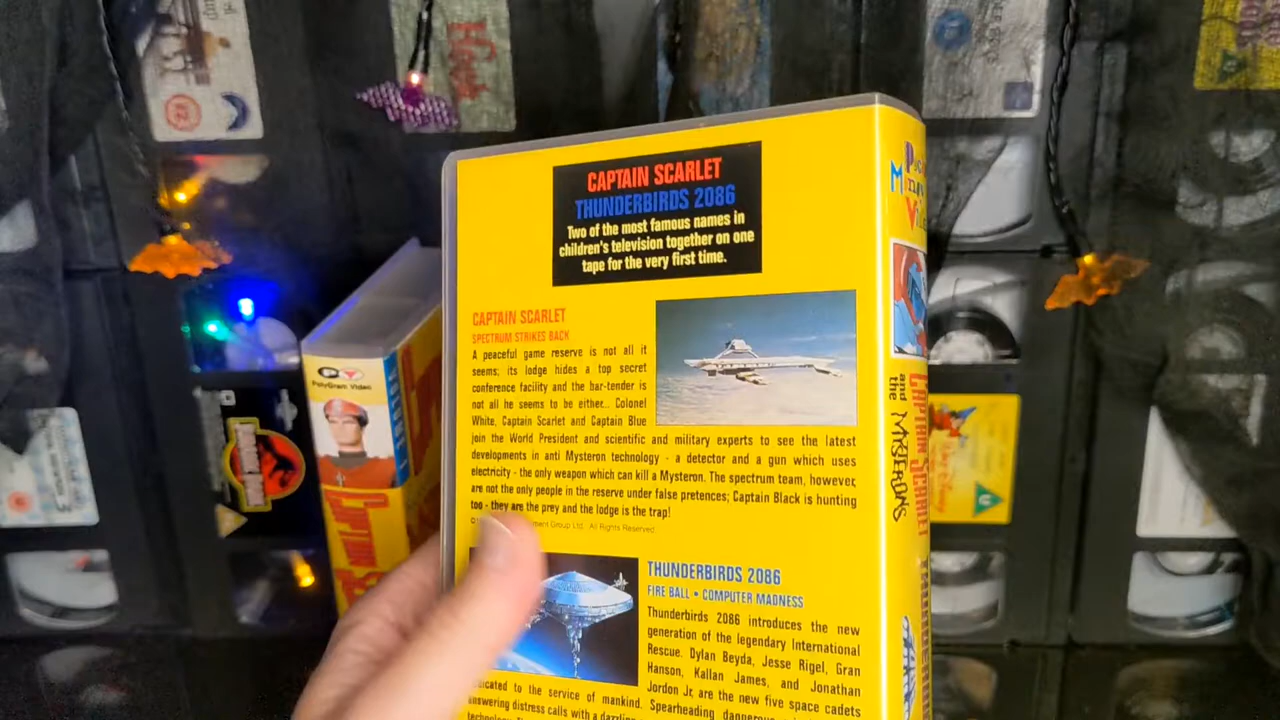 CAPTAIN SCARLET
THUNDERBIRDS 2086
Two of the most famous names in
children's television together on one
tape for the very first time.
CAPTAIN SCARLET
SPECTRUM STRIKES BACK
A peaceful game reserve is not all it
seems; its lodge hides a top secret
conference facility and the bar-tender is
not all he seems to be either... Colonel
White, Captain Scarlet and Captain Blue
join the World President and scientific and military experts to see the latest
developments in anti Mysteron technology - a detector and a gun which uses
electricity - the only weapon which can kill a Mysteron. The spectrum team, however,
are not the only people in the reserve under false pretences; Captain Black is hunting
too - they are the prey and the lodge is the trap!
Group Ltd. All Rights Reserved.
THUNDERBIRDS 2086
FIRE BALL • COMPUTER MADNESS
Thunderbirds 2086 introduces the new
generation of the legendary International
Rescue. Dylan Beyda, Jesse Rigel, Gran
Hanson, Kallan James, and Jonathan
Jordon Jr, are the new five space cadets
to the service of mankind. Spearheading
answering distress calls with a
CAPTAIN SCARLET
and the MYSTERONS
PolyGram Video
U